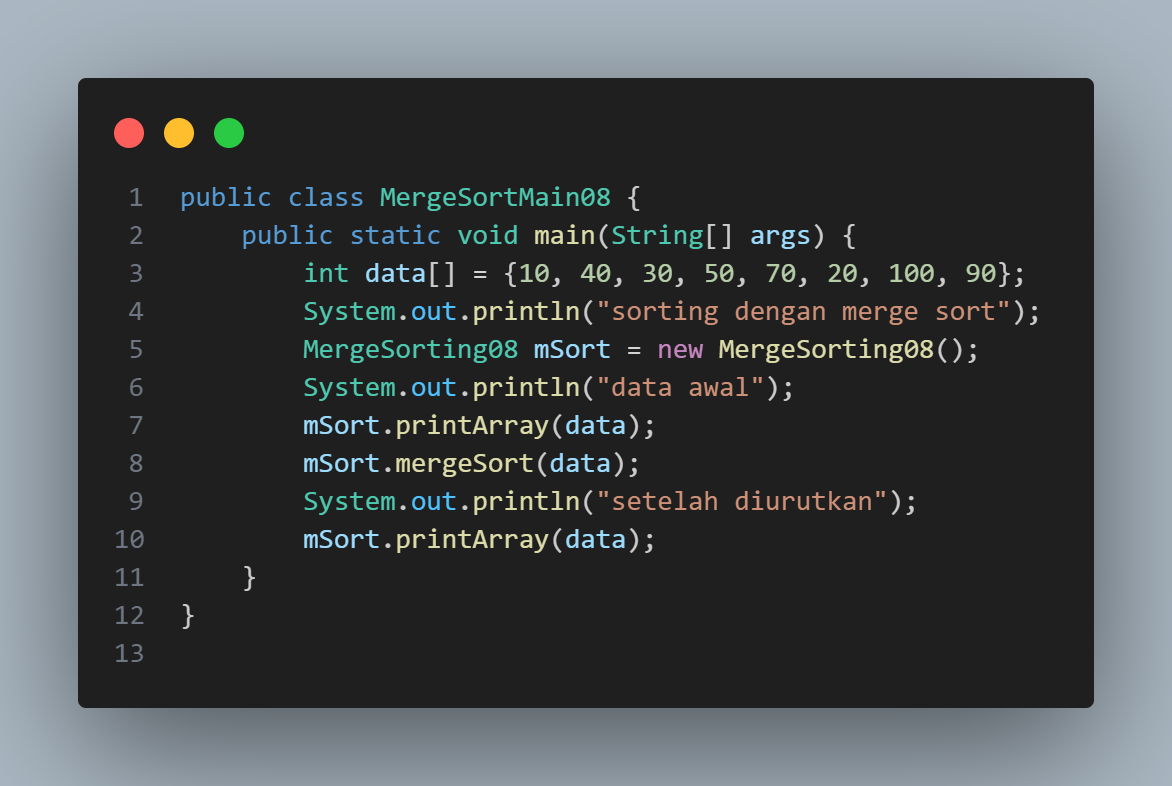 1 public class MergeSortMain08 {
2     public static void main(String[] args) {
3         int data[] = {10, 40, 30, 50, 70, 20, 100, 90};
4         System.out.println("sorting dengan merge sort");
5         MergeSorting08 mSort = new MergeSorting08();
6         System.out.println("data awal");
7         mSort.printArray(data);
8         mSort.mergeSort(data);
9         System.out.println("setelah diurutkan");
10         mSort.printArray(data);
11     }
12 }
13